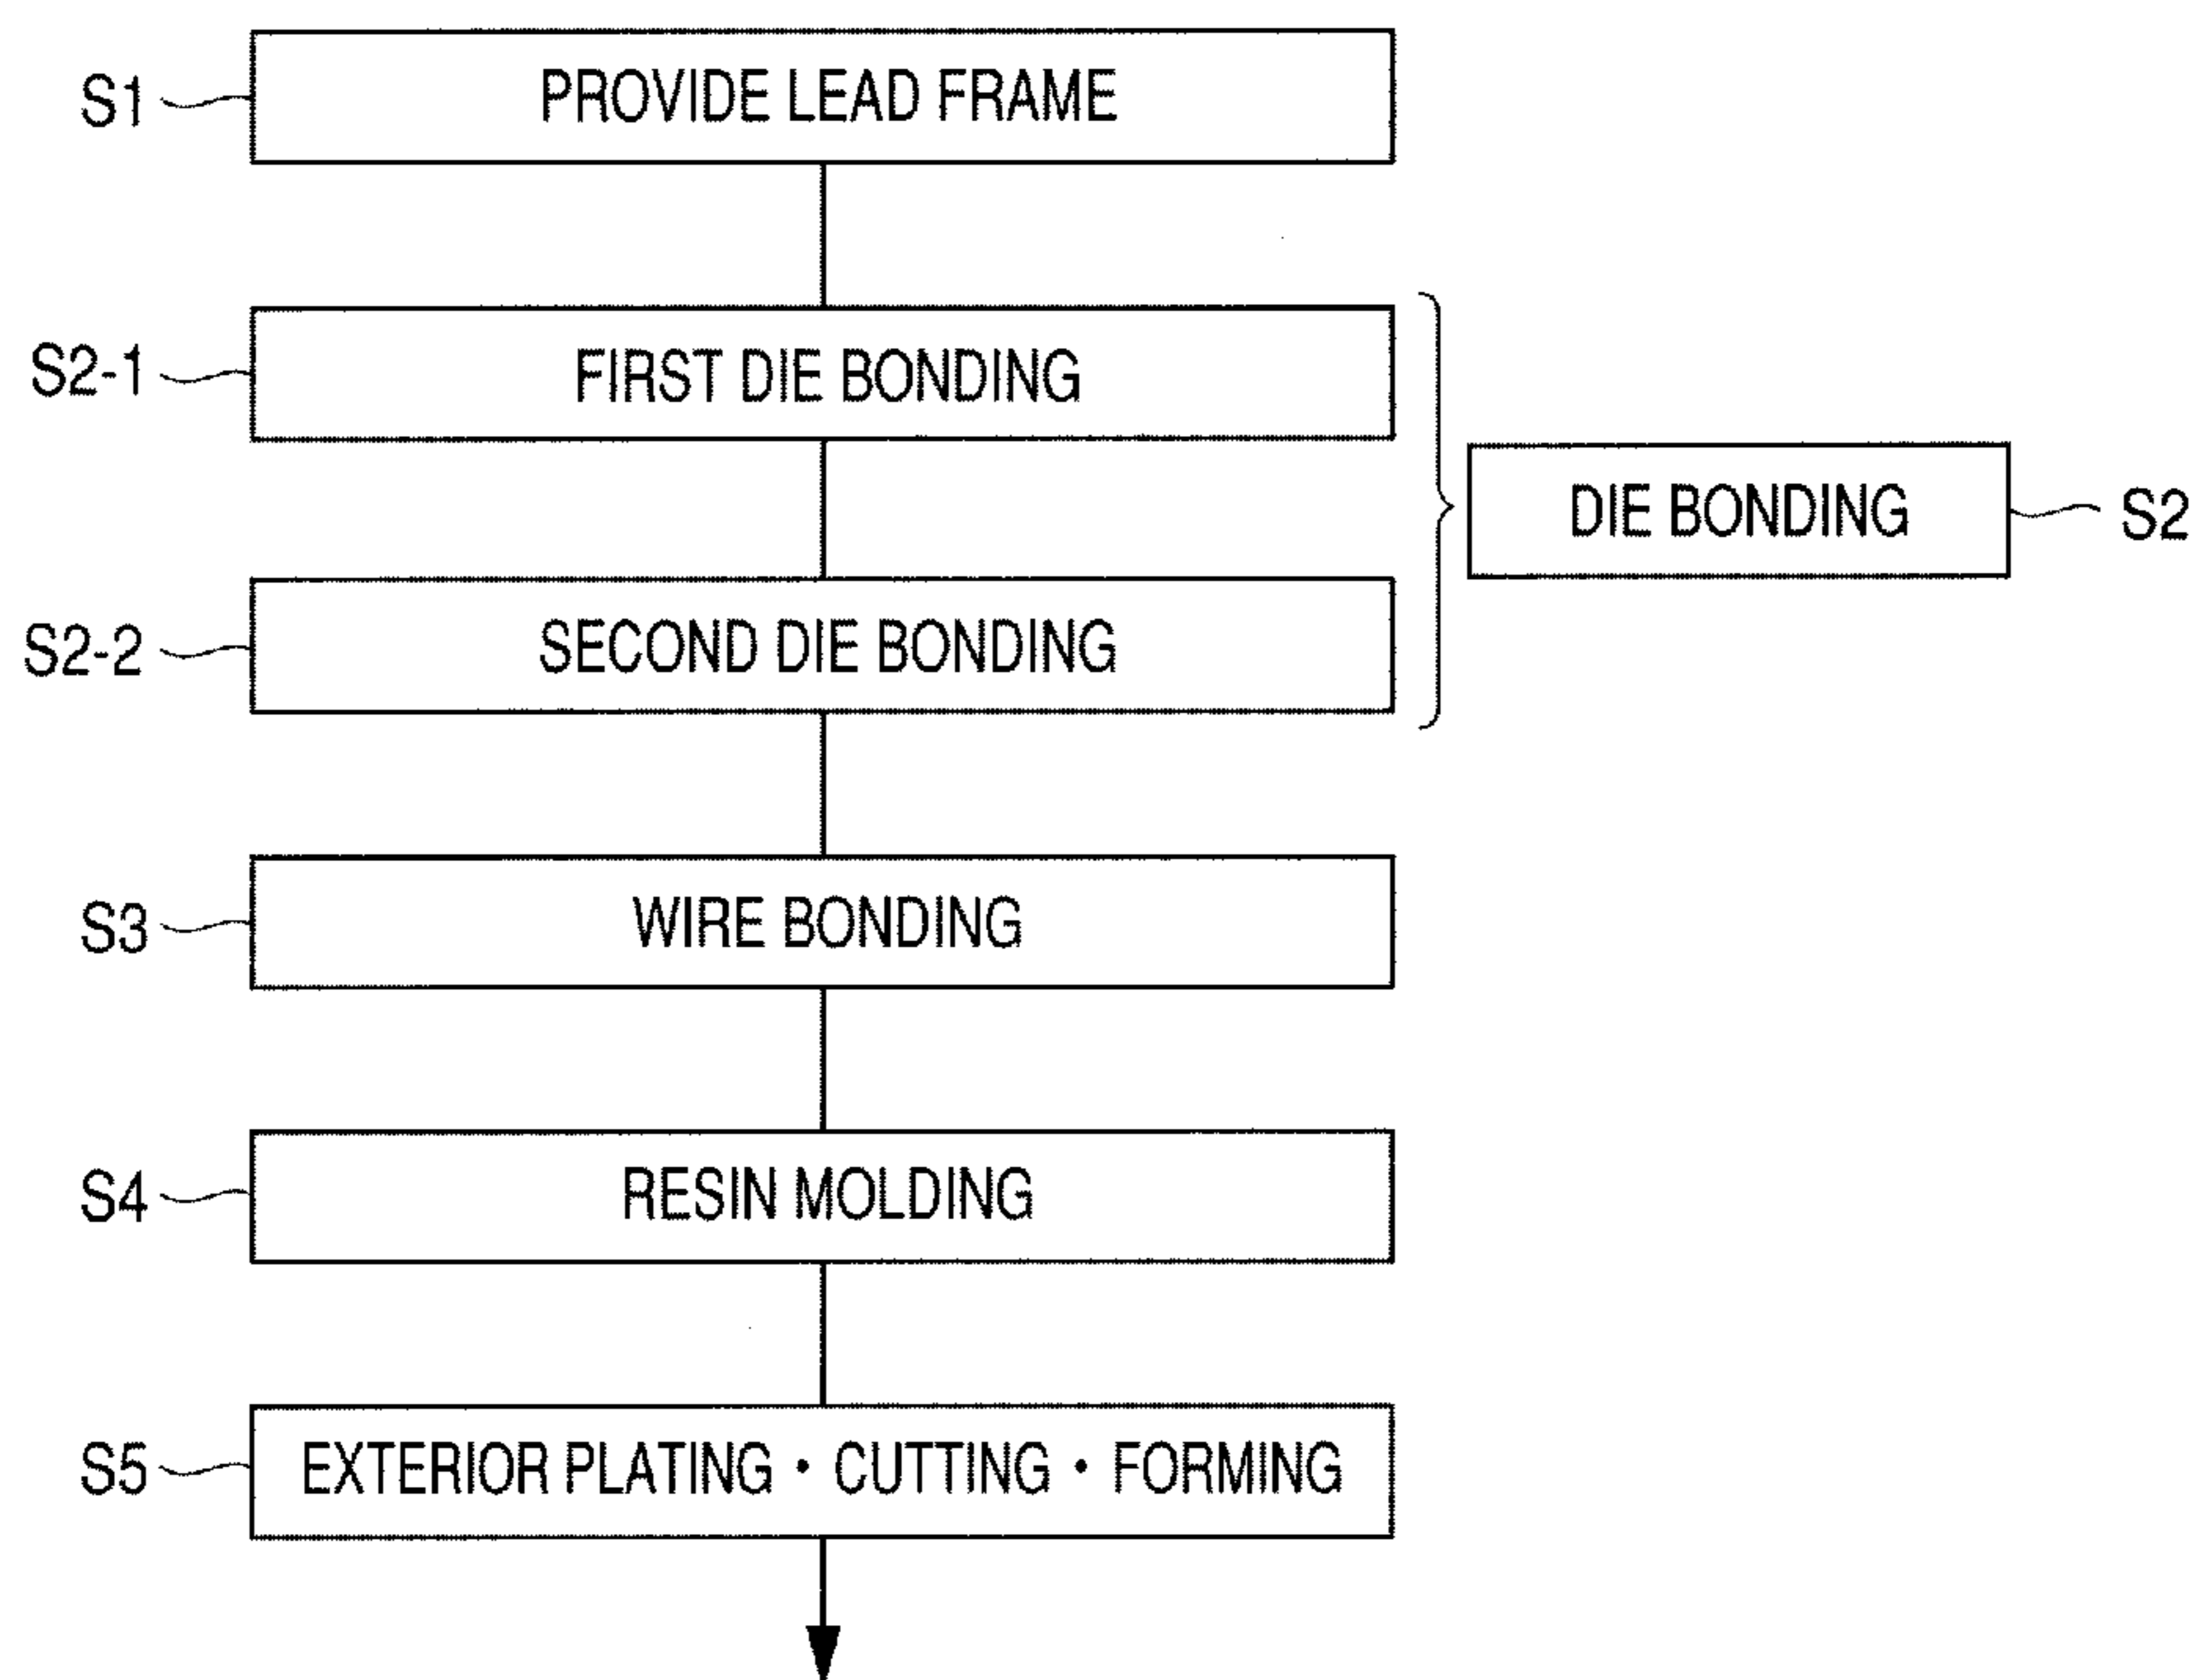 S1 PROVIDE LEAD FRAME
S2-1 FIRST DIE BONDING
DIE BONDING S2
S2-2 SECOND DIE BONDING
S3 WIRE BONDING
S4 RESIN MOLDING
S5 EXTERIOR PLATING・CUTTING・FORMING